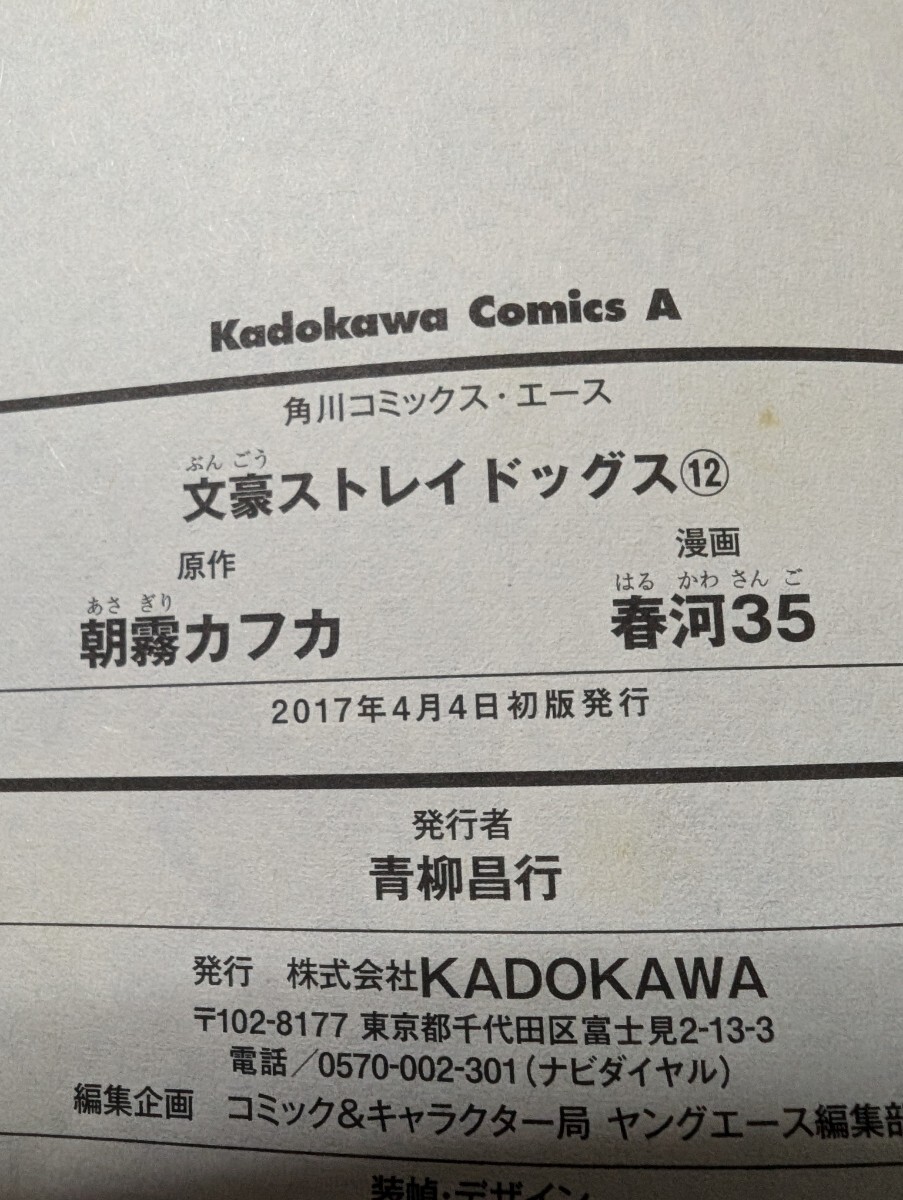 Kadokawa Comics A
角川コミックス・エース
ぶん ごう
文豪ストレイドッグス⑫
原作 漫画
あさ ぎり はる かわ さん ご
朝霧カフカ 春河35
2017年4月4日初版発行
発行者
青柳昌行
発行 株式会社KADOKAWA
〒102-8177 東京都千代田区富士見2-13-3
電話/0570-002-301(ナビダイヤル)
編集企画 コミック&キャラクター局 ヤングエース編集部
装幀・デザイン